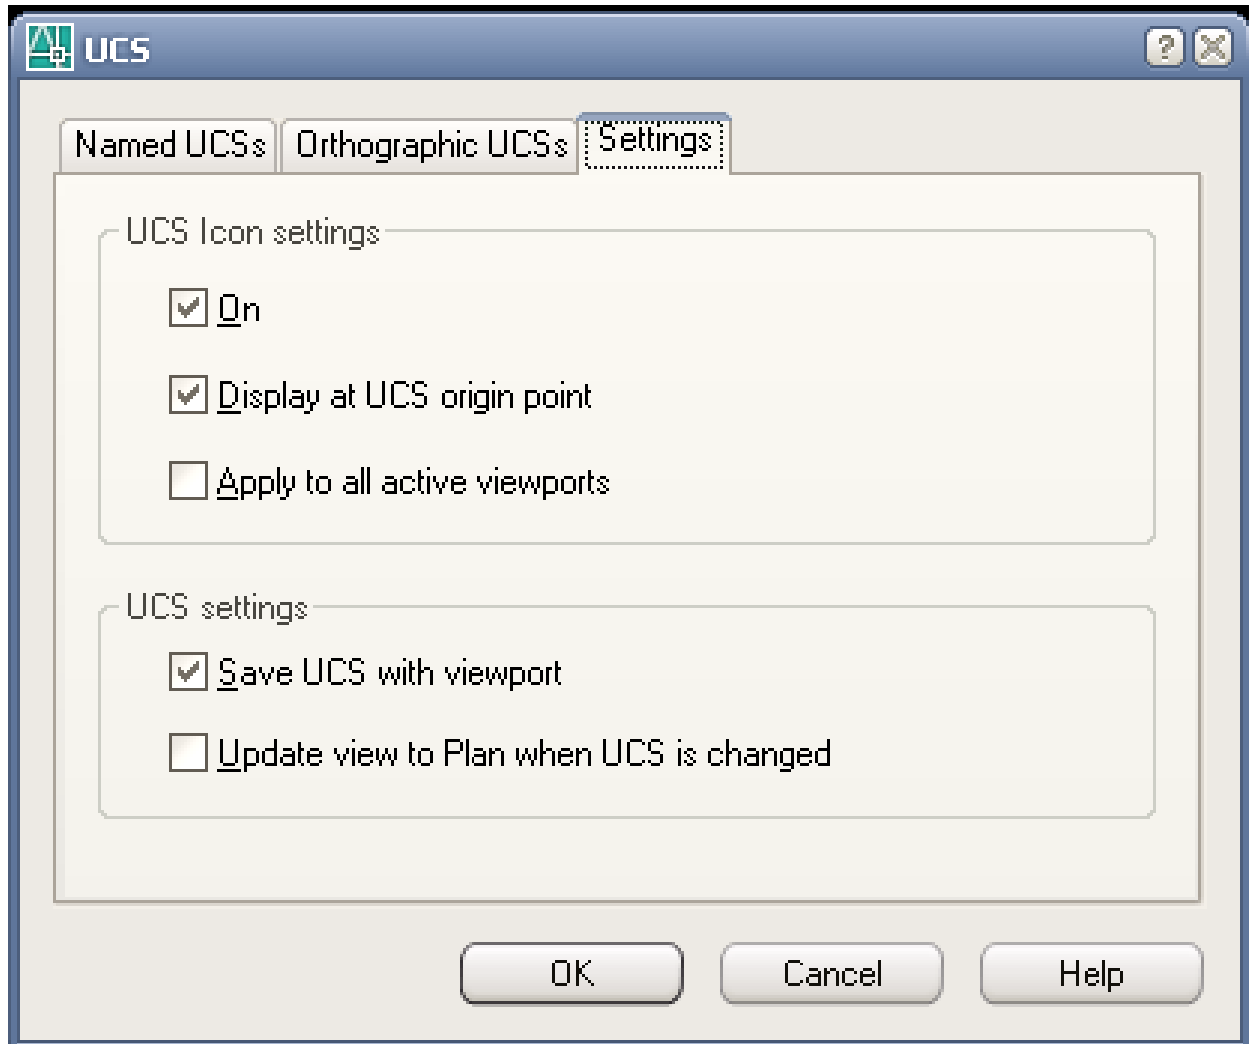 UCS
Named UCSs Orthographic UCSs Settings
UCS Icon settings
On
Display at UCS origin point
Apply to all active viewports
UCS settings
Save UCS with viewport
Update view to Plan when UCS is changed
OK Cancel Help